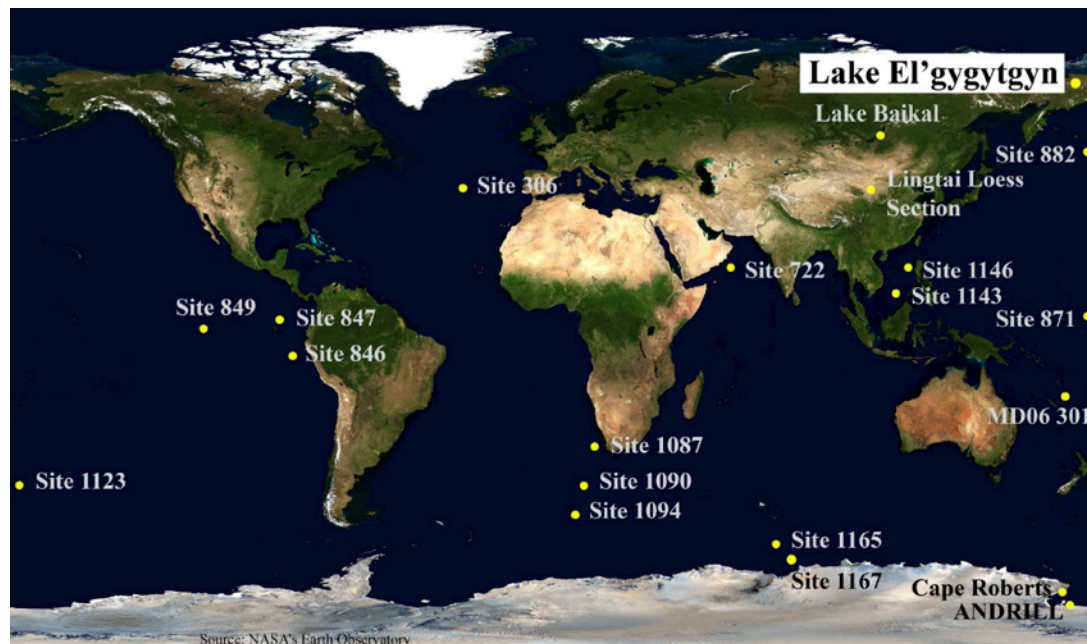 Lake El'gygytgyn
Lake Baikal
Site 882
Site 306
Lingtai Loess
Section
Site 722
Site 1146
Site 1143
Site 849
Site 847
Site 871
Site 846
MD06 301
Site 1087
Site 1123
Site 1090
Site 1094
Site 1165
Site 1167
Cape Roberts
ANDRILL
Source: NASA's Earth Observatory